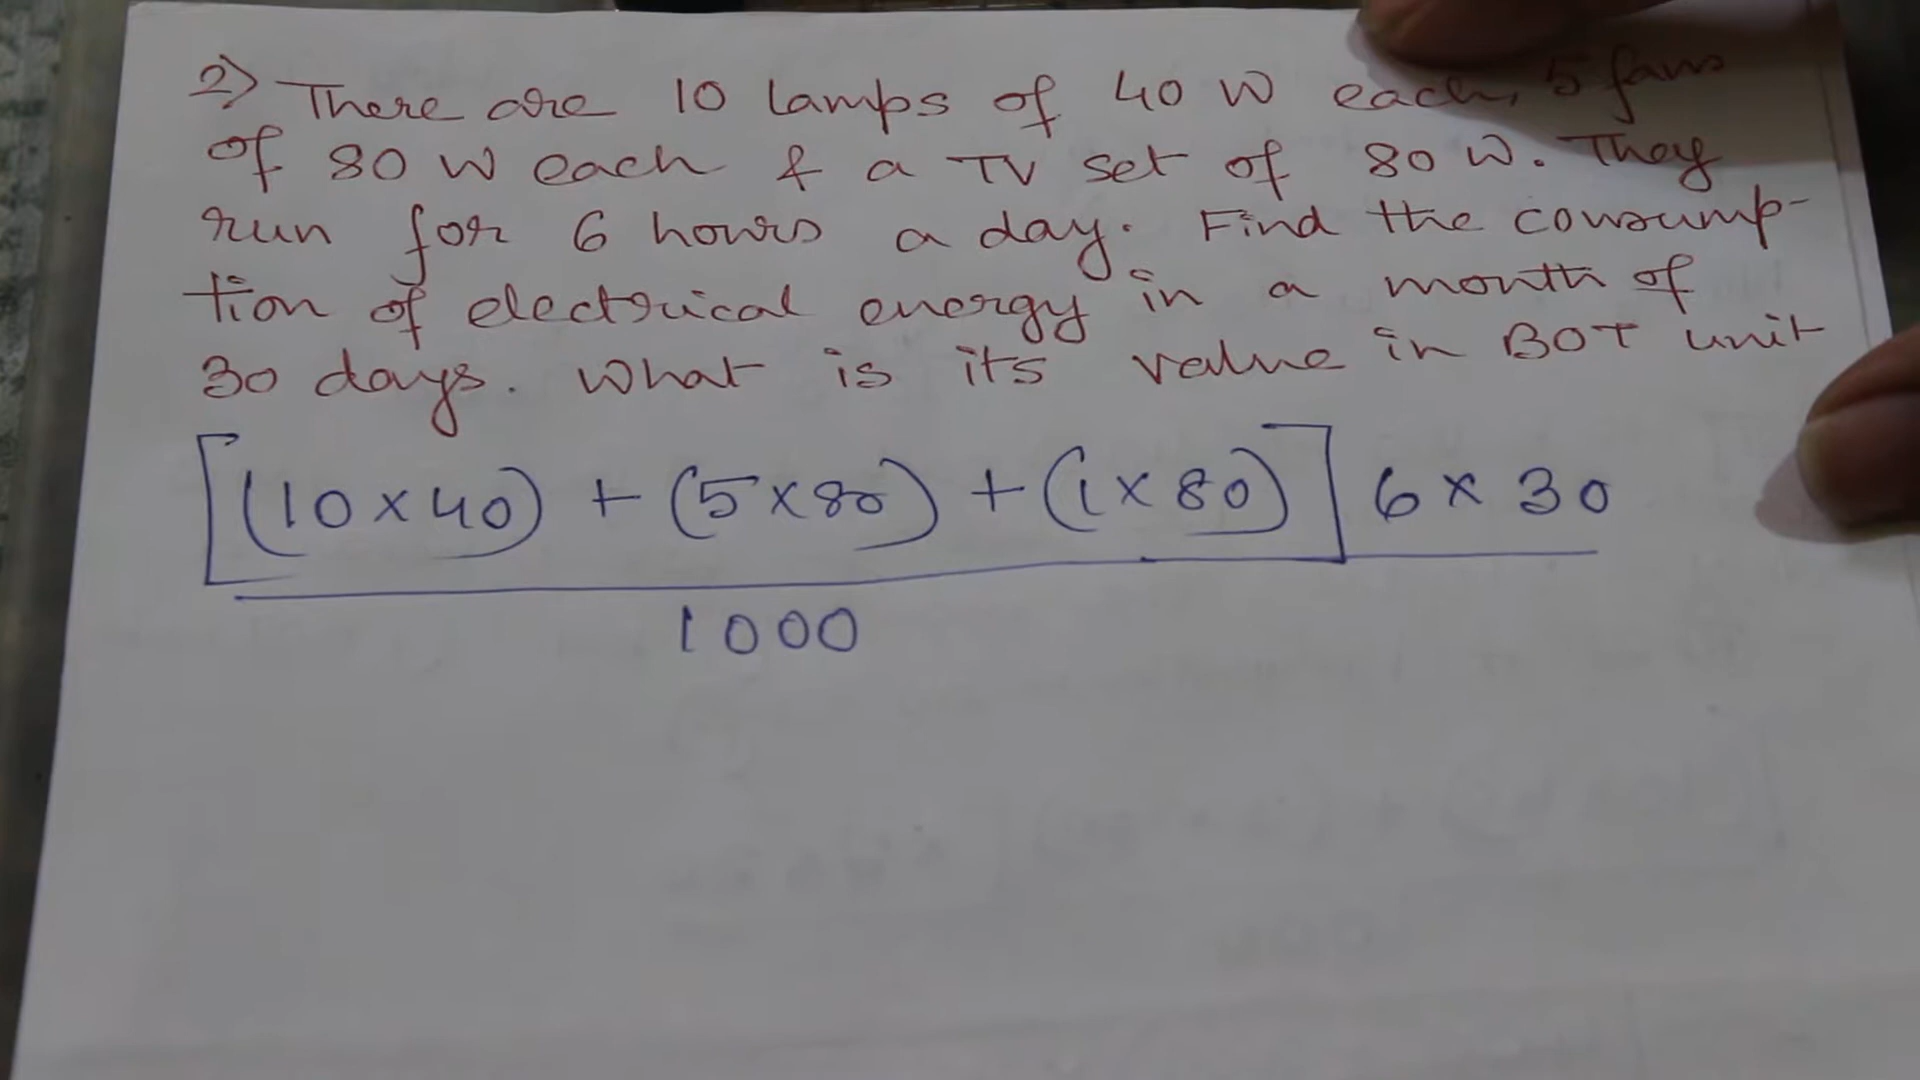 2) There are 10 lamps of 40 W each, 5 fans
of 80 W each & a TV set of 80 W. They
run for 6 hours a day. Find the consump-
tion of electrical energy in a month of
30 days. What is its value in BOT unit
[(10 × 40) + (5 × 80) + (1 × 80)] 6 × 30
1000